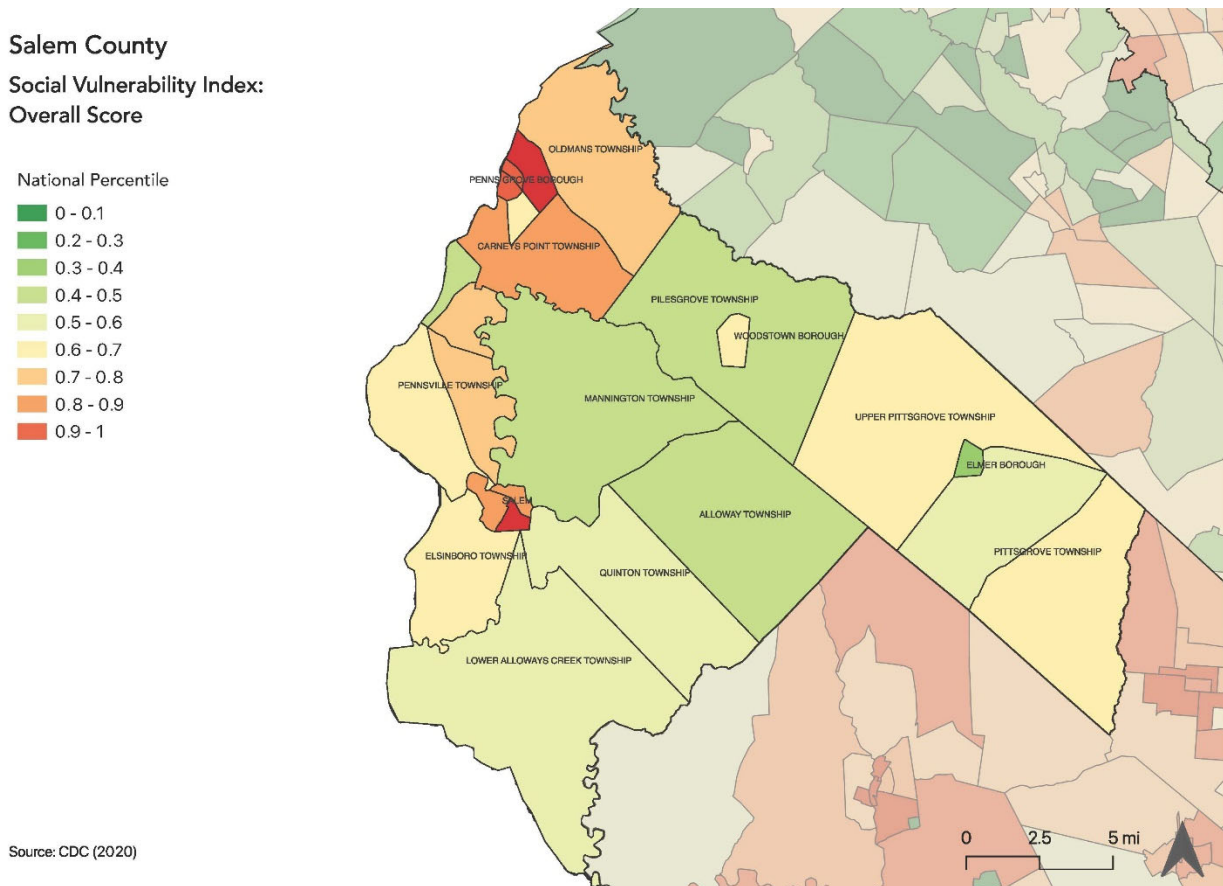 Salem County
Social Vulnerability Index:
Overall Score
National Percentile
0 - 0.1
0.2 - 0.3
0.3 - 0.4
0.4 - 0.5
0.5 - 0.6
0.6 - 0.7
0.7 - 0.8
0.8 - 0.9
0.9 - 1
OLDMANS TOWNSHIP
PENNS GROVE BOROUGH
CARNEYS POINT TOWNSHIP
PILESGROVE TOWNSHIP
WOODSTOWN BOROUGH
PENNSVILLE TOWNSHIP
MANNINGTON TOWNSHIP
UPPER PITTSGROVE TOWNSHIP
ELMER BOROUGH
SALEM
ALLOWAY TOWNSHIP
ELSINBORO TOWNSHIP
PITTSGROVE TOWNSHIP
QUINTON TOWNSHIP
LOWER ALLOWAYS CREEK TOWNSHIP
0 2.5 5 mi
Source: CDC (2020)